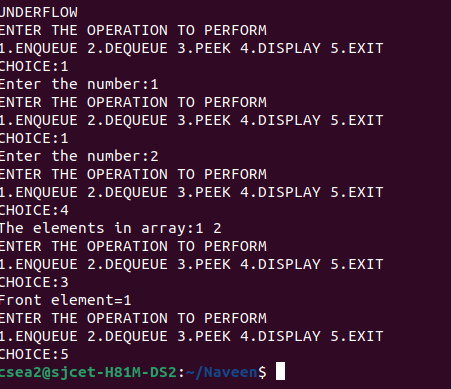 UNDERFLOW
ENTER THE OPERATION TO PERFORM
1.ENQUEUE 2.DEQUEUE 3.PEEK 4.DISPLAY 5.EXIT
CHOICE:1
Enter the number:1
ENTER THE OPERATION TO PERFORM
1.ENQUEUE 2.DEQUEUE 3.PEEK 4.DISPLAY 5.EXIT
CHOICE:1
Enter the number:2
ENTER THE OPERATION TO PERFORM
1.ENQUEUE 2.DEQUEUE 3.PEEK 4.DISPLAY 5.EXIT
CHOICE:4
The elements in array:1 2
ENTER THE OPERATION TO PERFORM
1.ENQUEUE 2.DEQUEUE 3.PEEK 4.DISPLAY 5.EXIT
CHOICE:3
Front element=1
ENTER THE OPERATION TO PERFORM
1.ENQUEUE 2.DEQUEUE 3.PEEK 4.DISPLAY 5.EXIT
CHOICE:5
csea2@sjcet-H81M-DS2:~/Naveen$